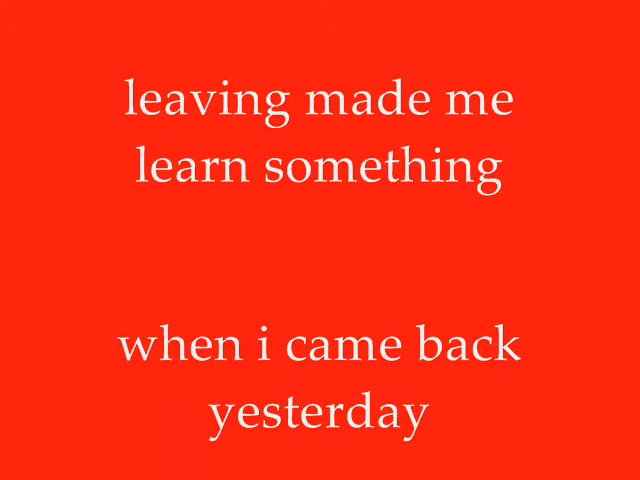 leaving made me
learn something
when i came back
yesterday